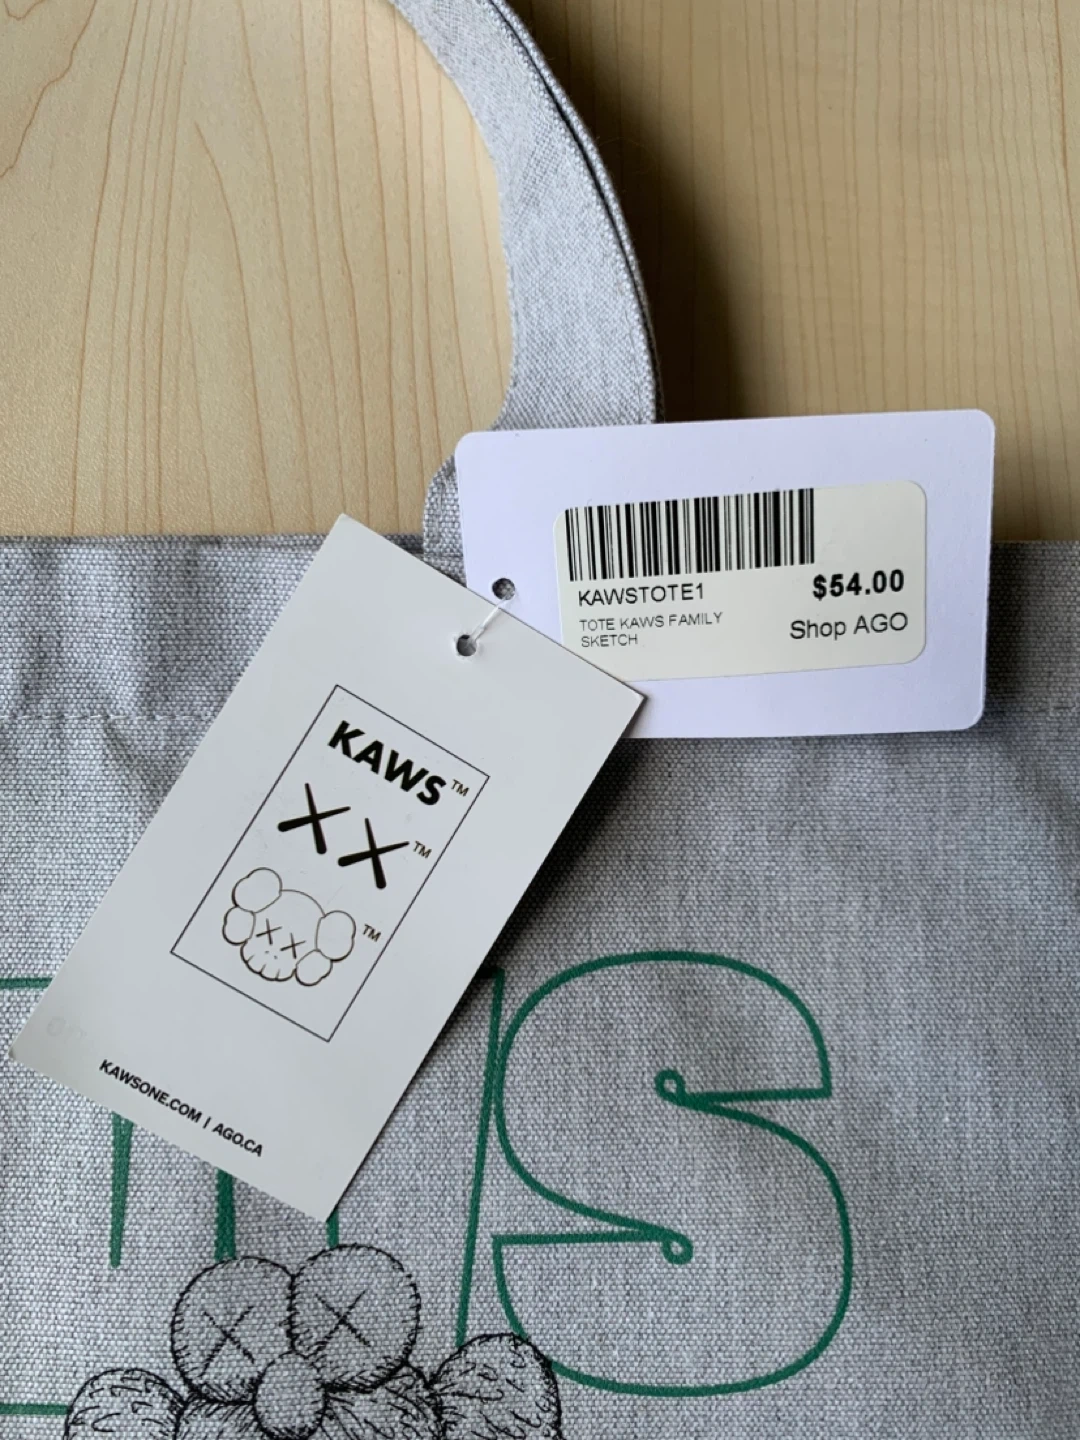 KAWSTOTE1
$54.00
TOTE KAWS FAMILY
SKETCH
Shop AGO
KAWS™
XX™
™
KAWSONE.COM | AGO.CA
S